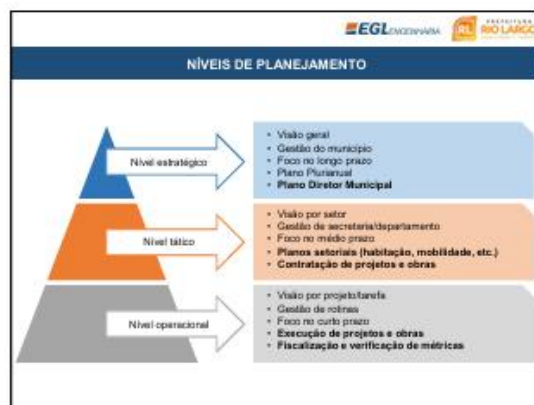 EGL ENGENHARIA
PREFEITURA
RIO LARGO
NÍVEIS DE PLANEJAMENTO
Nível estratégico
• Visão geral
• Gestão do município
• Foco no longo prazo
• Plano Plurianual
• Plano Diretor Municipal
Nível tático
• Visão por setor
• Gestão de secretaria/departamento
• Foco no médio prazo
• Planos setoriais (habitação, mobilidade, etc.)
• Contratação de projetos e obras
Nível operacional
• Visão por projeto/tarefa
• Gestão de rotinas
• Foco no curto prazo
• Execução de projetos e obras
• Fiscalização e verificação de métricas